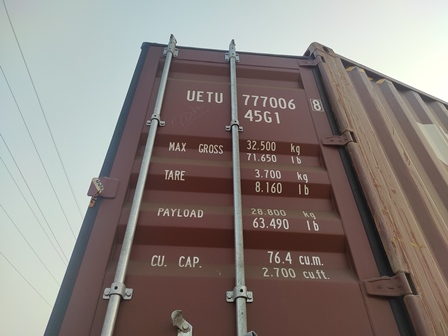 UETU 777006 8
45G1
MAX GROSS 32.500 kg
71.650 lb
TARE 3.700 kg
8.160 lb
PAYLOAD 28.800 kg
63.490 lb
CU. CAP. 76.4 cu.m.
2.700 cu.ft.